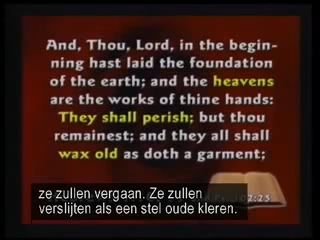 And, Thou, Lord, in the begin-
ning hast laid the foundation
of the earth; and the heavens
are the works of thine hands:
They shall perish; but thou
remainest; and they all shall
wax old as doth a garment;
ze zullen vergaan. Ze zullen
verslijten als een stel oude kleren.
02:25